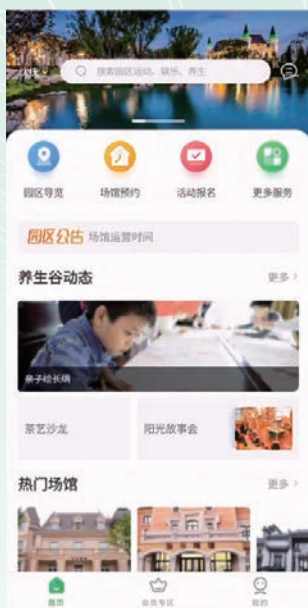 搜索园区运动、娱乐、养生
园区导览 场馆预约 活动报名 更多服务
园区公告 场馆运营时间
养生谷动态 更多 >
亲子绘长绢
茶艺沙龙 阳光故事会
热门场馆 更多 >
首页 会员专区 我的